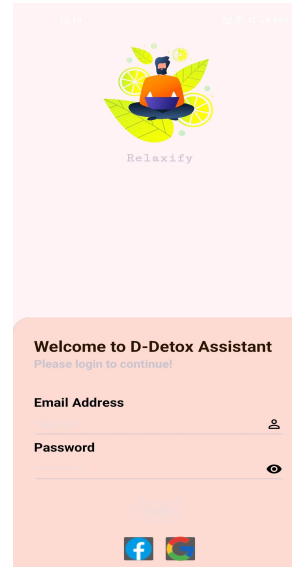 Relaxify
Welcome to D-Detox Assistant
Please login to continue!
Email Address
Password